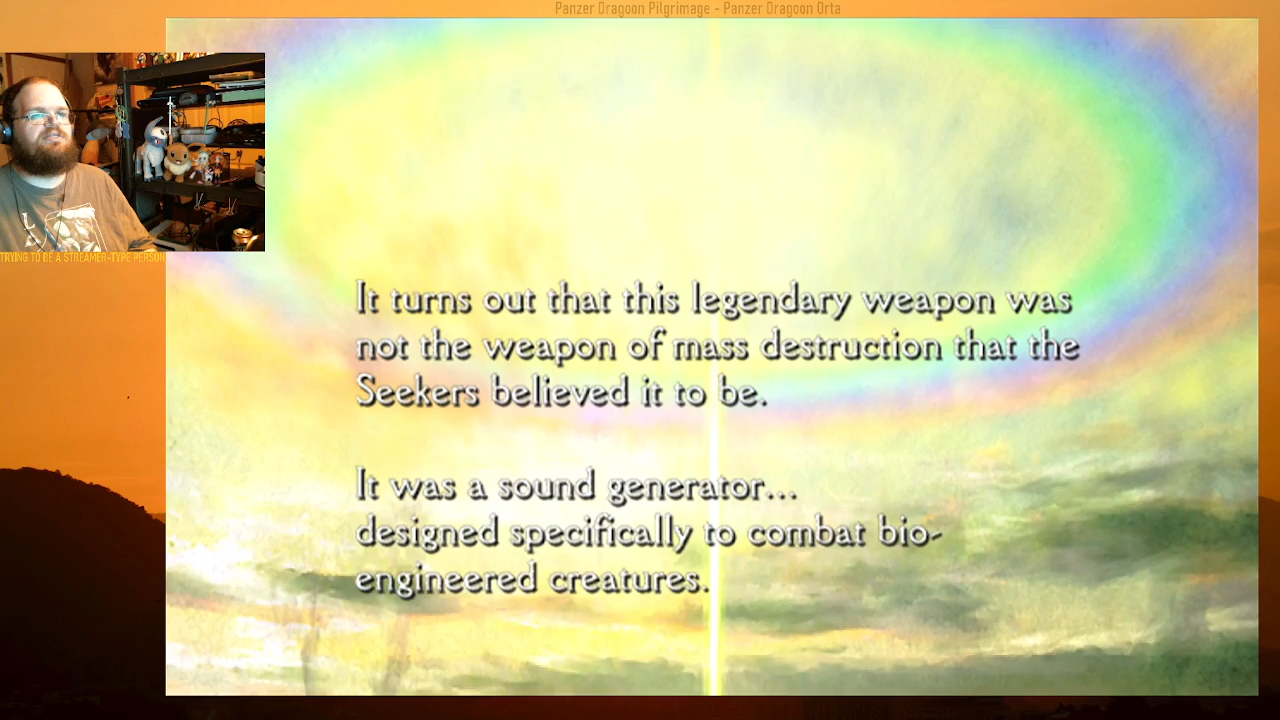 Panzer Dragoon Pilgrimage - Panzer Dragoon Orta
TRYING TO BE A STREAMER-TYPE PERSON
It turns out that this legendary weapon was
not the weapon of mass destruction that the
Seekers believed it to be.
It was a sound generator...
designed specifically to combat bio-
engineered creatures.